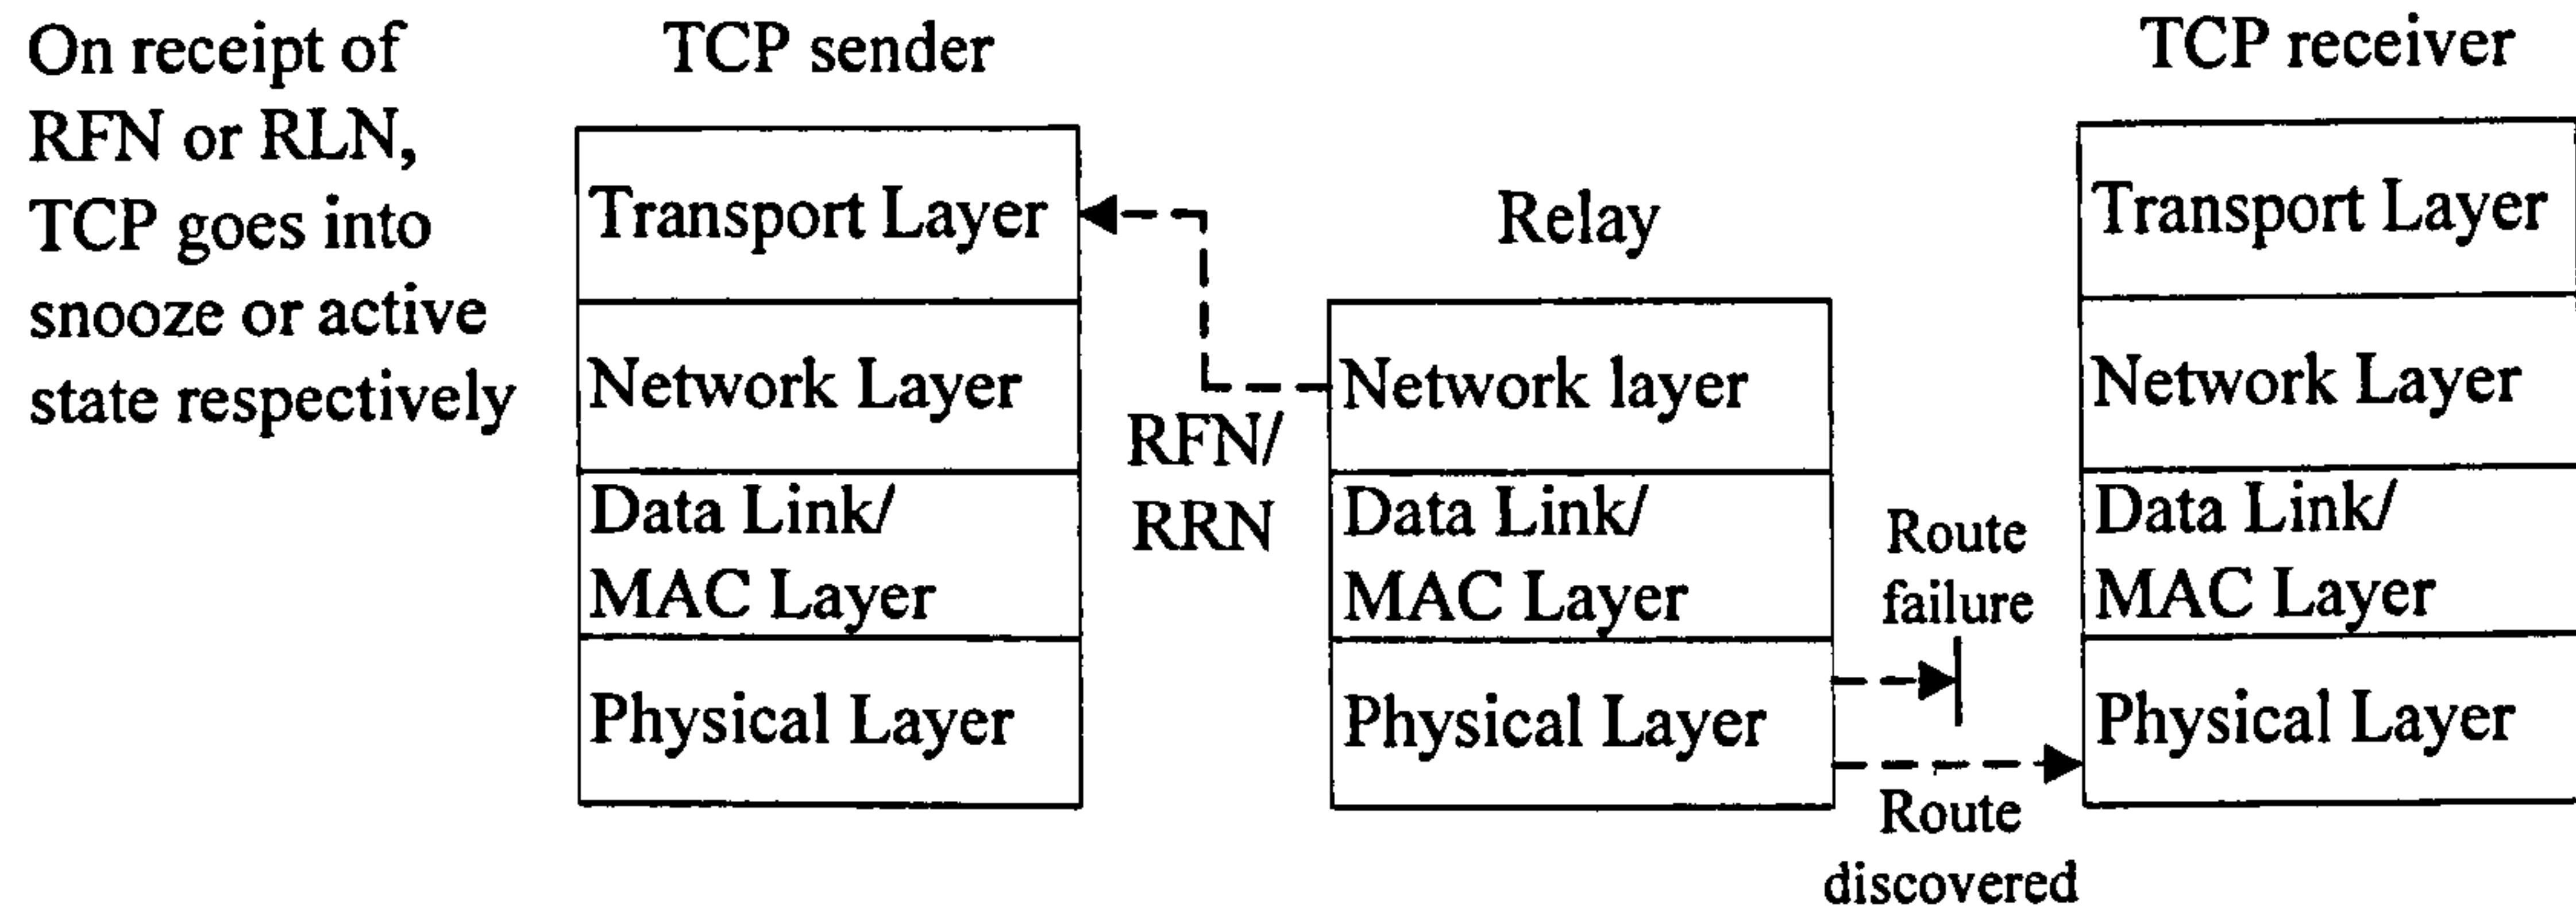 On receipt of
RFN or RLN,
TCP goes into
snooze or active
state respectively
TCP sender
Transport Layer
Network Layer
Data Link/
MAC Layer
Physical Layer
RFN/
RRN
Relay
Network layer
Data Link/
MAC Layer
Physical Layer
Route
failure
Route
discovered
TCP receiver
Transport Layer
Network Layer
Data Link/
MAC Layer
Physical Layer